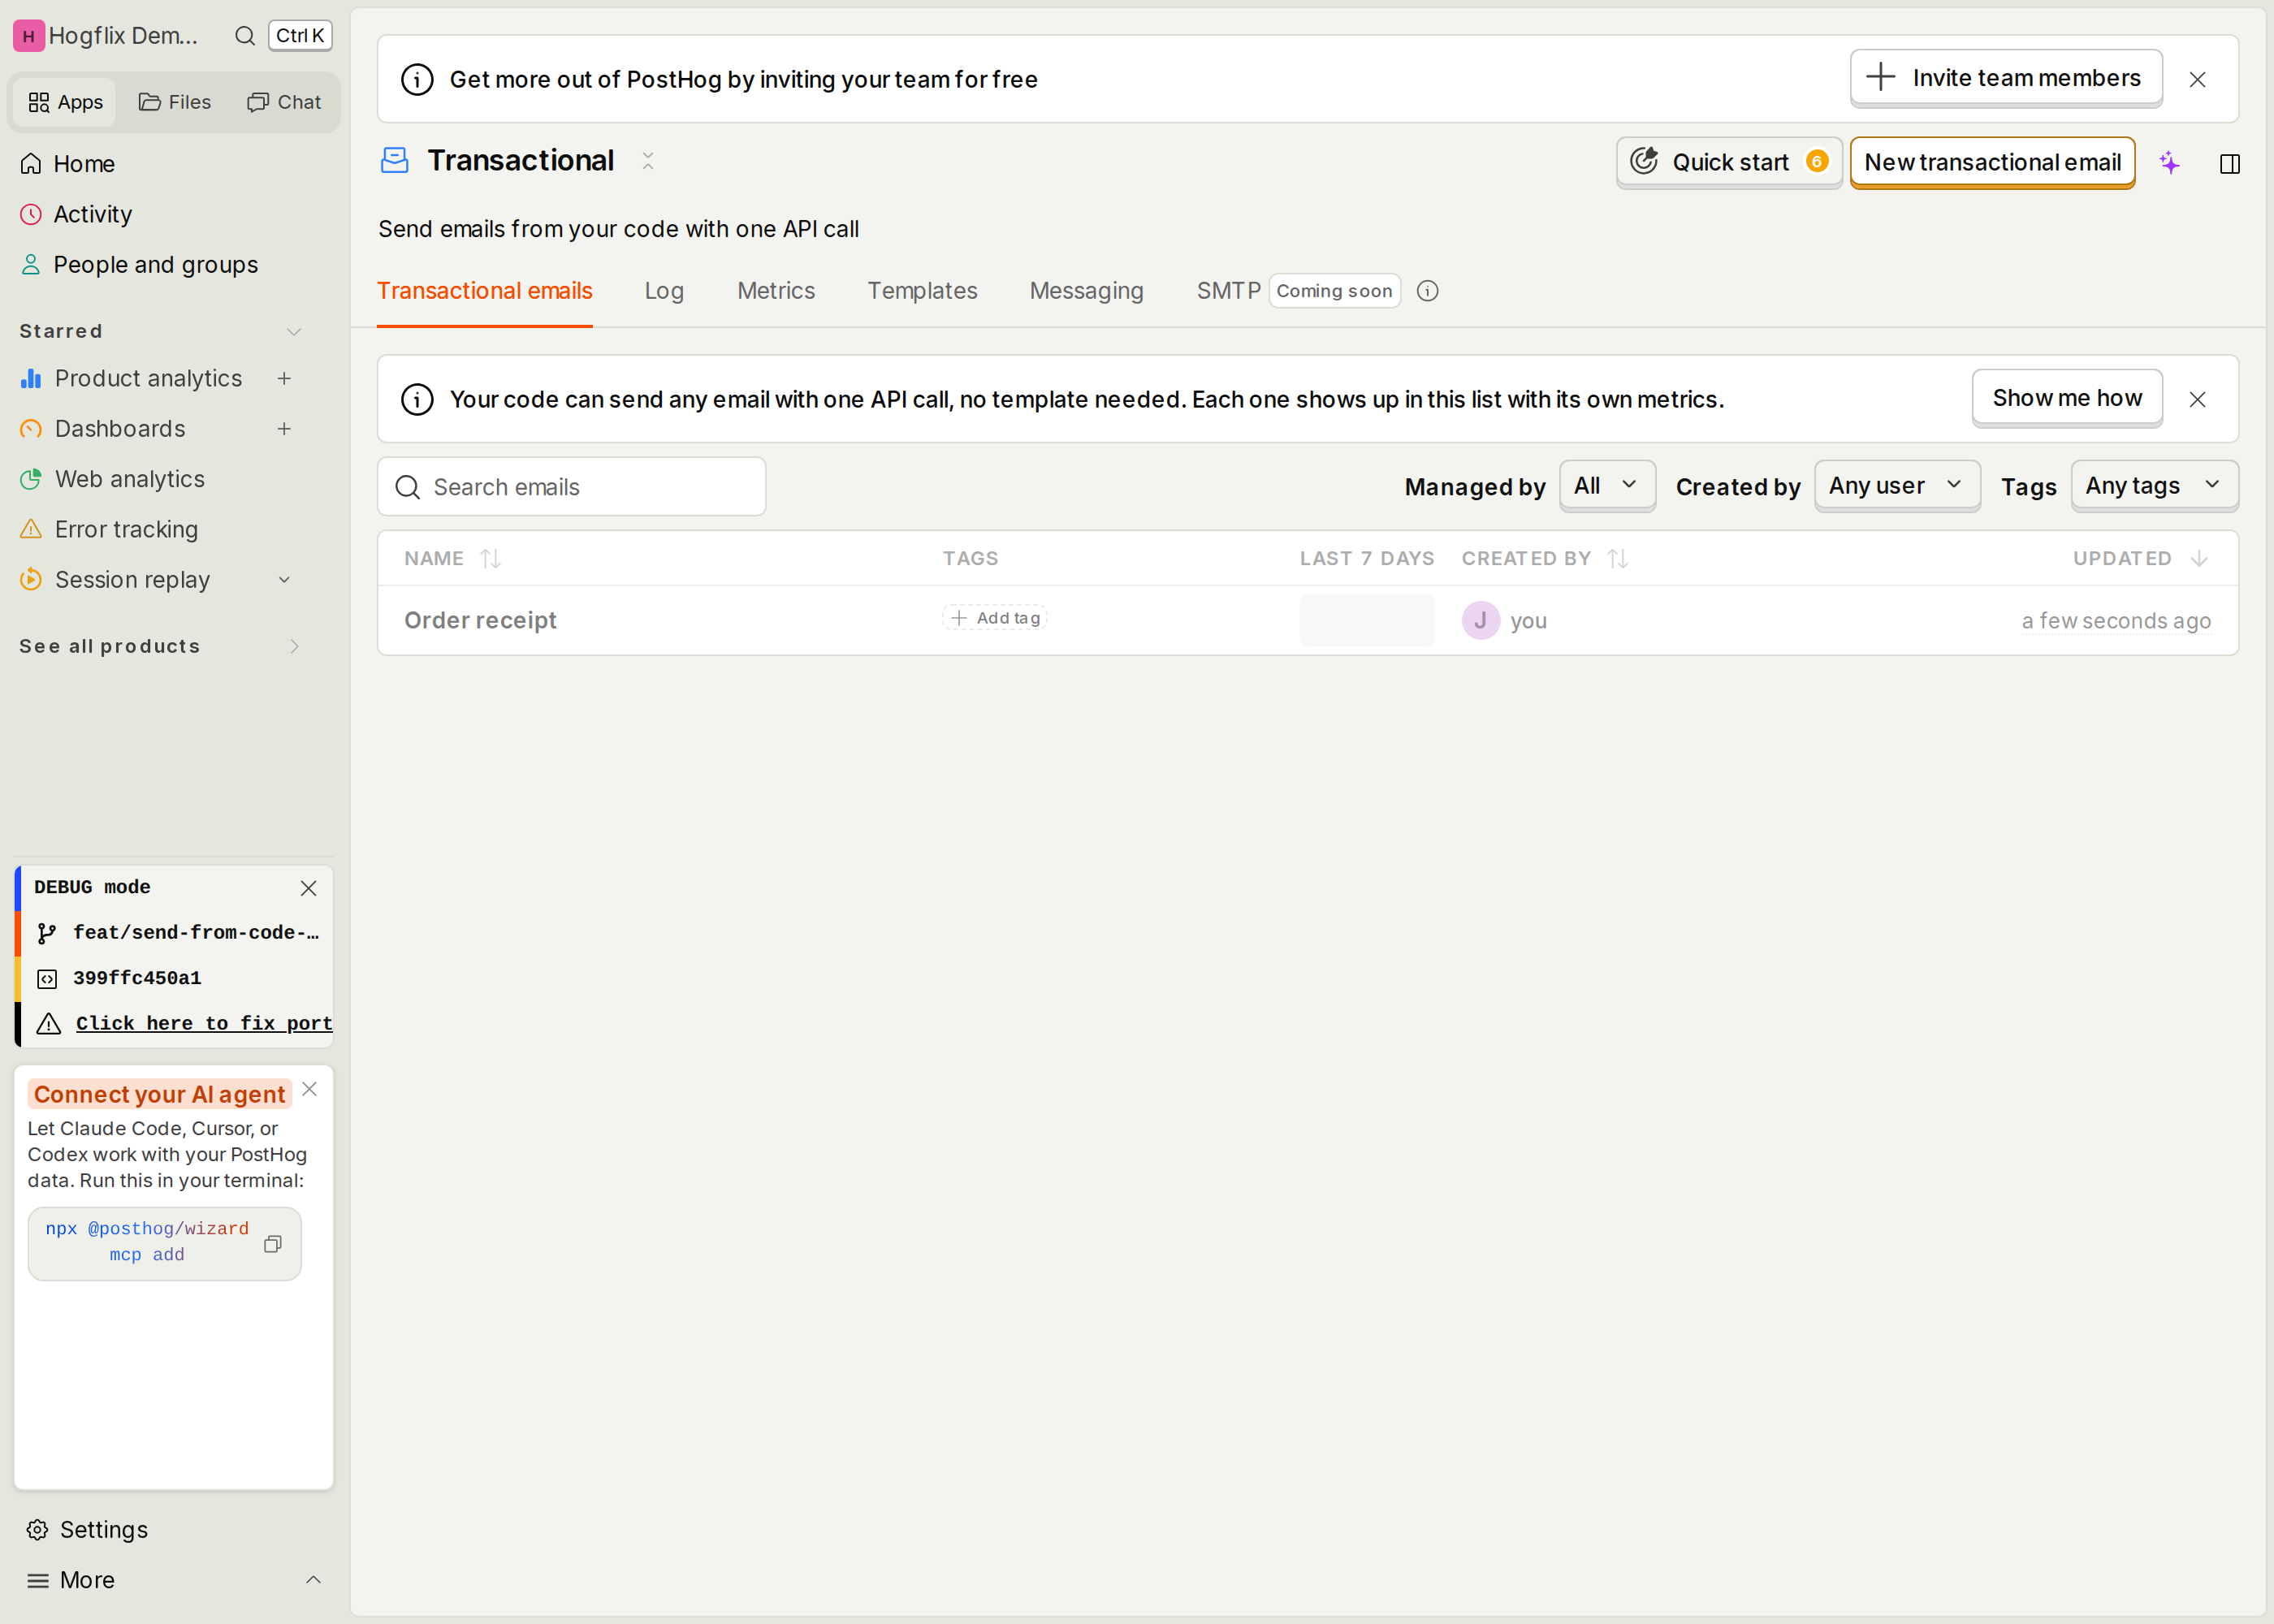 H Hogflix Dem... Ctrl K
Apps Files Chat
Home
Activity
People and groups
Starred
Product analytics
Dashboards
Web analytics
Error tracking
Session replay
See all products
DEBUG mode
feat/send-from-code-…
399ffc450a1
Click here to fix port
Connect your AI agent
Let Claude Code, Cursor, or
Codex work with your PostHog
data. Run this in your terminal:
npx @posthog/wizard
mcp add
Settings
More
Get more out of PostHog by inviting your team for free
Invite team members
Transactional
Quick start 6
New transactional email
Send emails from your code with one API call
Transactional emails Log Metrics Templates Messaging SMTP Coming soon
Your code can send any email with one API call, no template needed. Each one shows up in this list with its own metrics.
Show me how
Search emails
Managed by All Created by Any user Tags Any tags
NAME TAGS LAST 7 DAYS CREATED BY UPDATED
Order receipt Add tag J you a few seconds ago